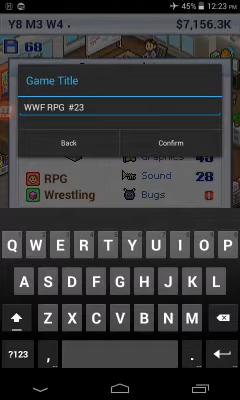 45% 12:23 PM
Y8 M3 W4 $7,156.3K
68
Game Title
WWF RPG #23
Back Confirm
Graphics 45
RPG Sound 28
Wrestling Bugs
Q W E R T Y U I O P
A S D F G H J K L
Z X C V B N M
?123 , .